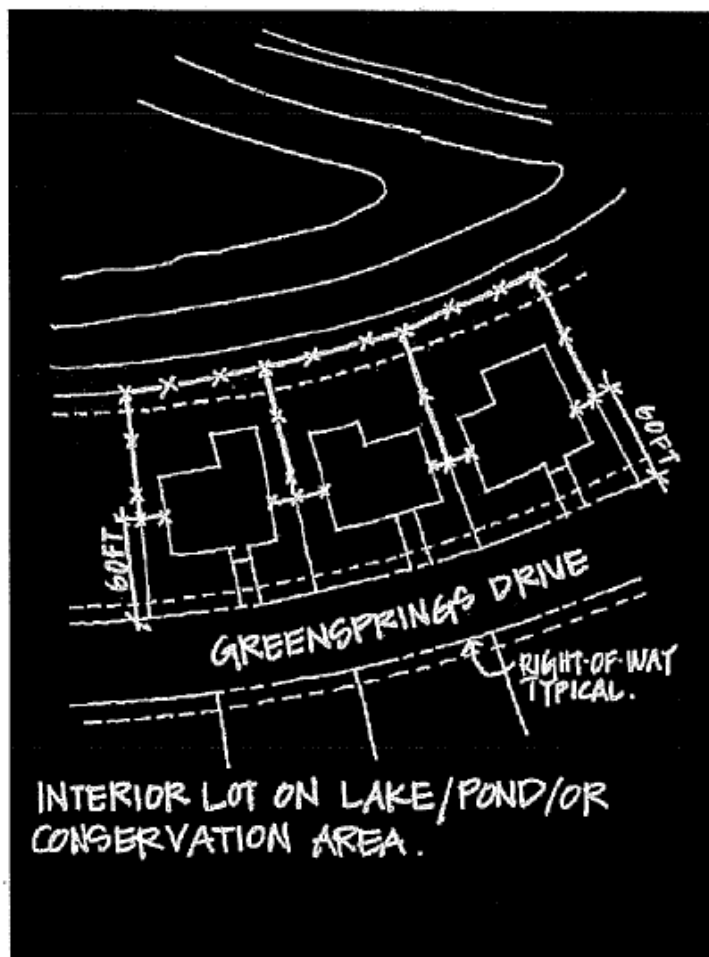 60FT
60FT
GREENSPRINGS DRIVE
RIGHT-OF-WAY
TYPICAL.
INTERIOR LOT ON LAKE/POND/OR
CONSERVATION AREA.